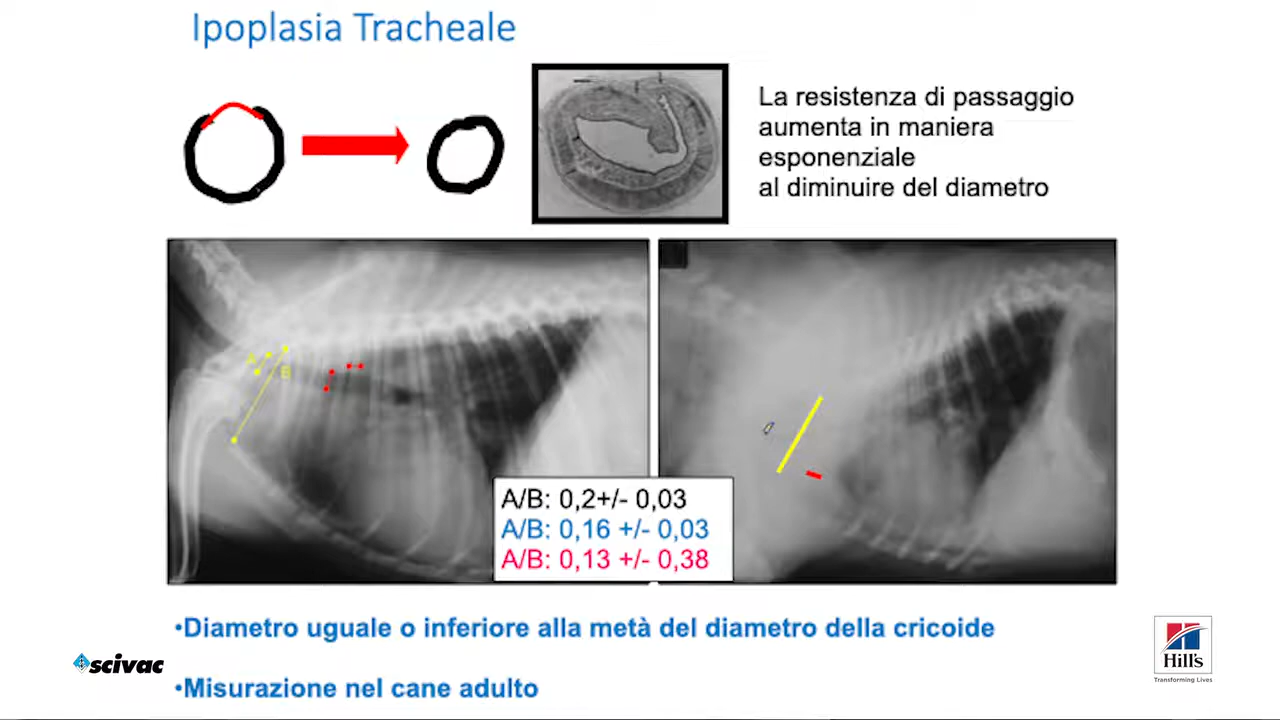 Ipoplasia Tracheale
La resistenza di passaggio
aumenta in maniera
esponenziale
al diminuire del diametro
A
B
A/B: 0,2+/- 0,03
A/B: 0,16 +/- 0,03
A/B: 0,13 +/- 0,38
•Diametro uguale o inferiore alla metà del diametro della cricoide
scivac
•Misurazione nel cane adulto
Hill's
Transforming Lives